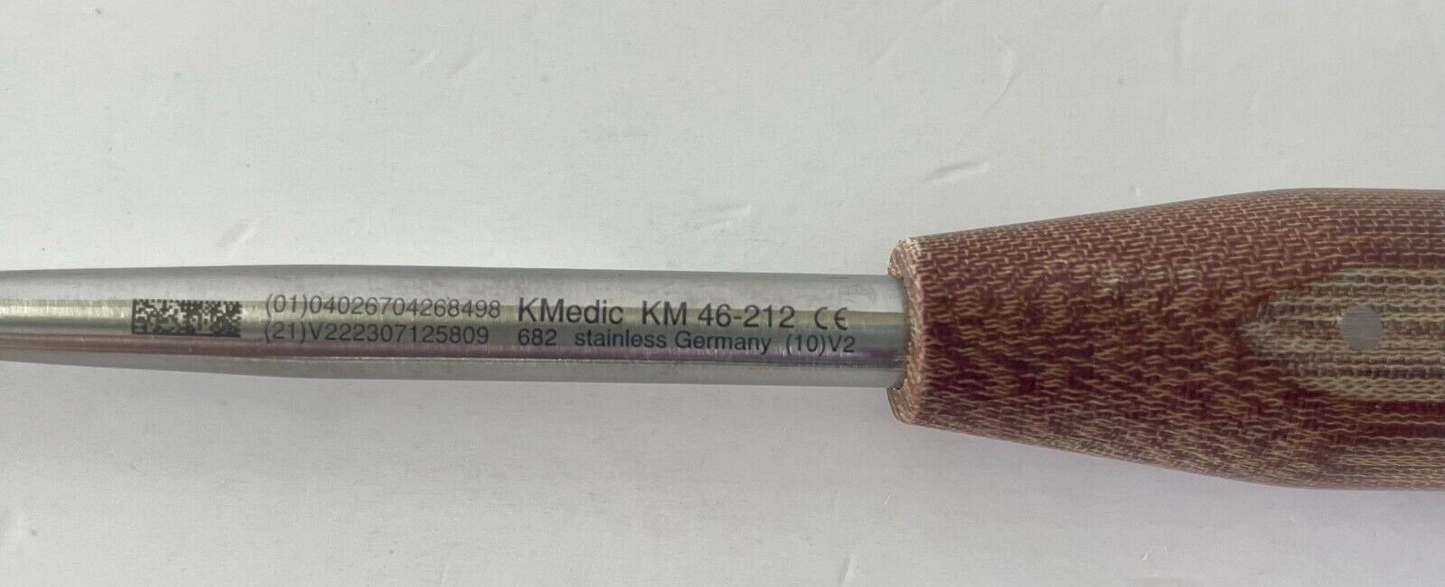 (01)04026704268498 KMedic KM 46-212 CE
(21)V222307125809 682 stainless Germany (10)V2